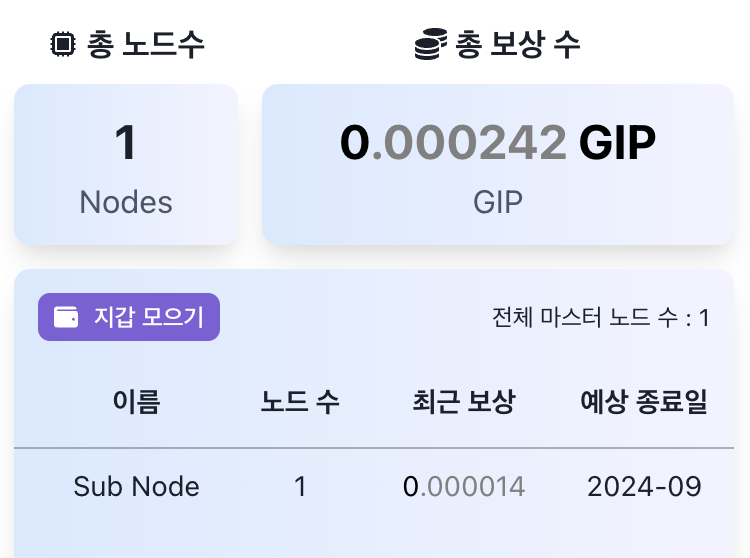 총 노드수 총 보상 수
1 0.000242 GIP
Nodes GIP
지갑 모으기 전체 마스터 노드 수 : 1
이름 노드 수 최근 보상 예상 종료일
Sub Node 1 0.000014 2024-09